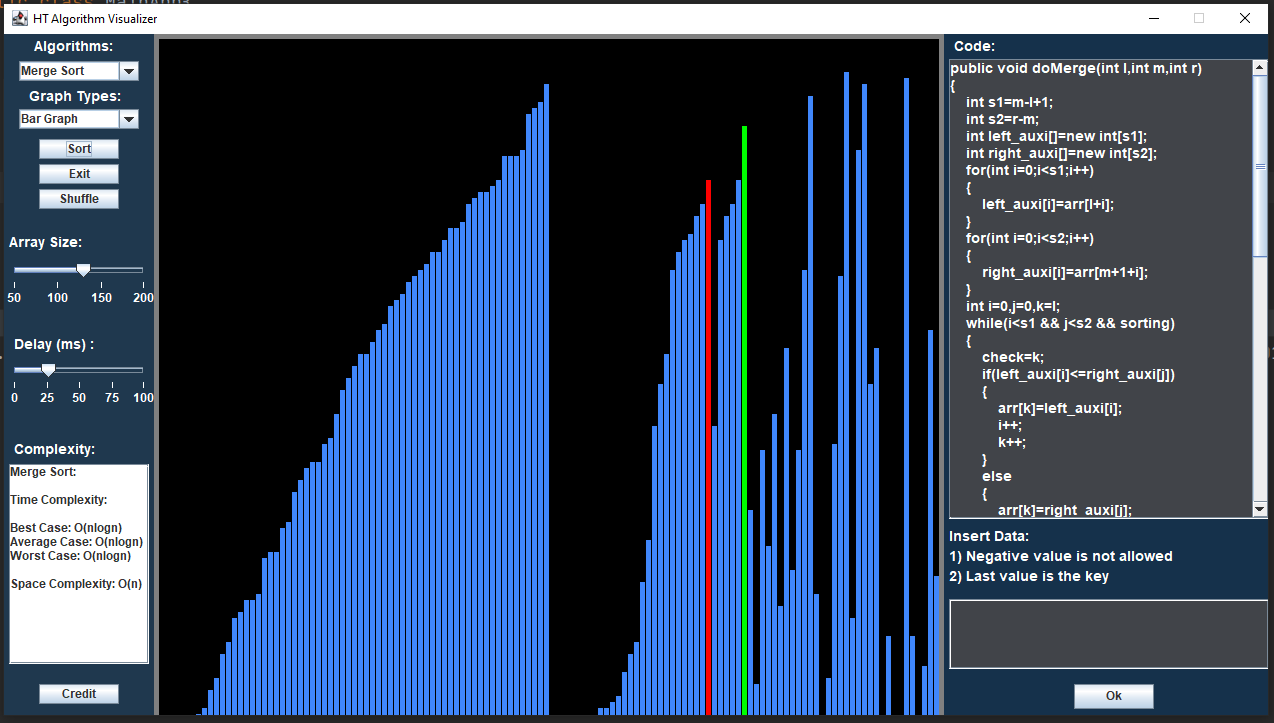 HT Algorithm Visualizer
Algorithms:
Merge Sort
Graph Types:
Bar Graph
Sort
Exit
Shuffle
Array Size:
50 100 150 200
Delay (ms) :
0 25 50 75 100
Complexity:
Merge Sort:
Time Complexity:
Best Case: O(nlogn)
Average Case: O(nlogn)
Worst Case: O(nlogn)
Space Complexity: O(n)
Credit
Code:
public void doMerge(int l,int m,int r)
{
int s1=m-l+1;
int s2=r-m;
int left_auxi[]=new int[s1];
int right_auxi[]=new int[s2];
for(int i=0;i<s1;i++)
{
left_auxi[i]=arr[l+i];
}
for(int i=0;i<s2;i++)
{
right_auxi[i]=arr[m+1+i];
}
int i=0,j=0,k=l;
while(i<s1 && j<s2 && sorting)
{
check=k;
if(left_auxi[i]<=right_auxi[j])
{
arr[k]=left_auxi[i];
i++;
k++;
}
else
{
arr[k]=right_auxi[j];
Insert Data:
1) Negative value is not allowed
2) Last value is the key
Ok